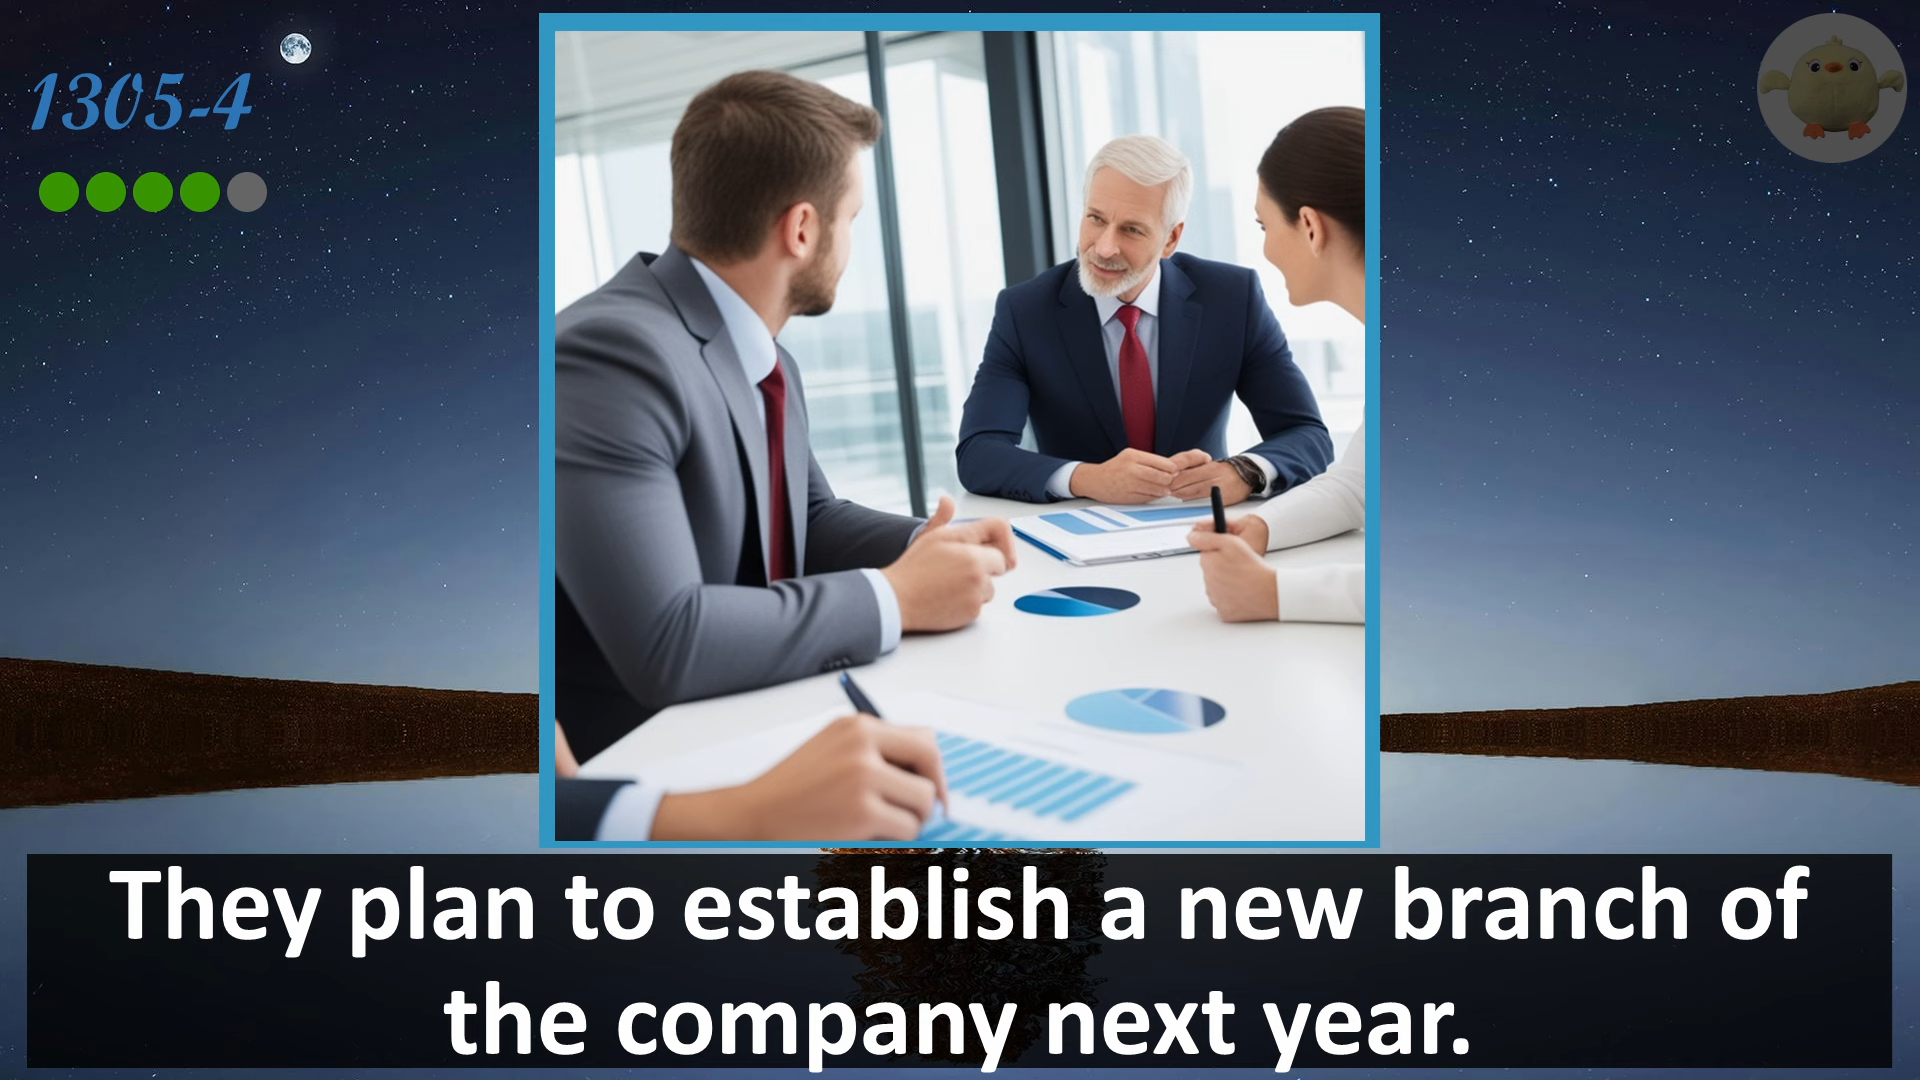 1305-4
They plan to establish a new branch of
the company next year.